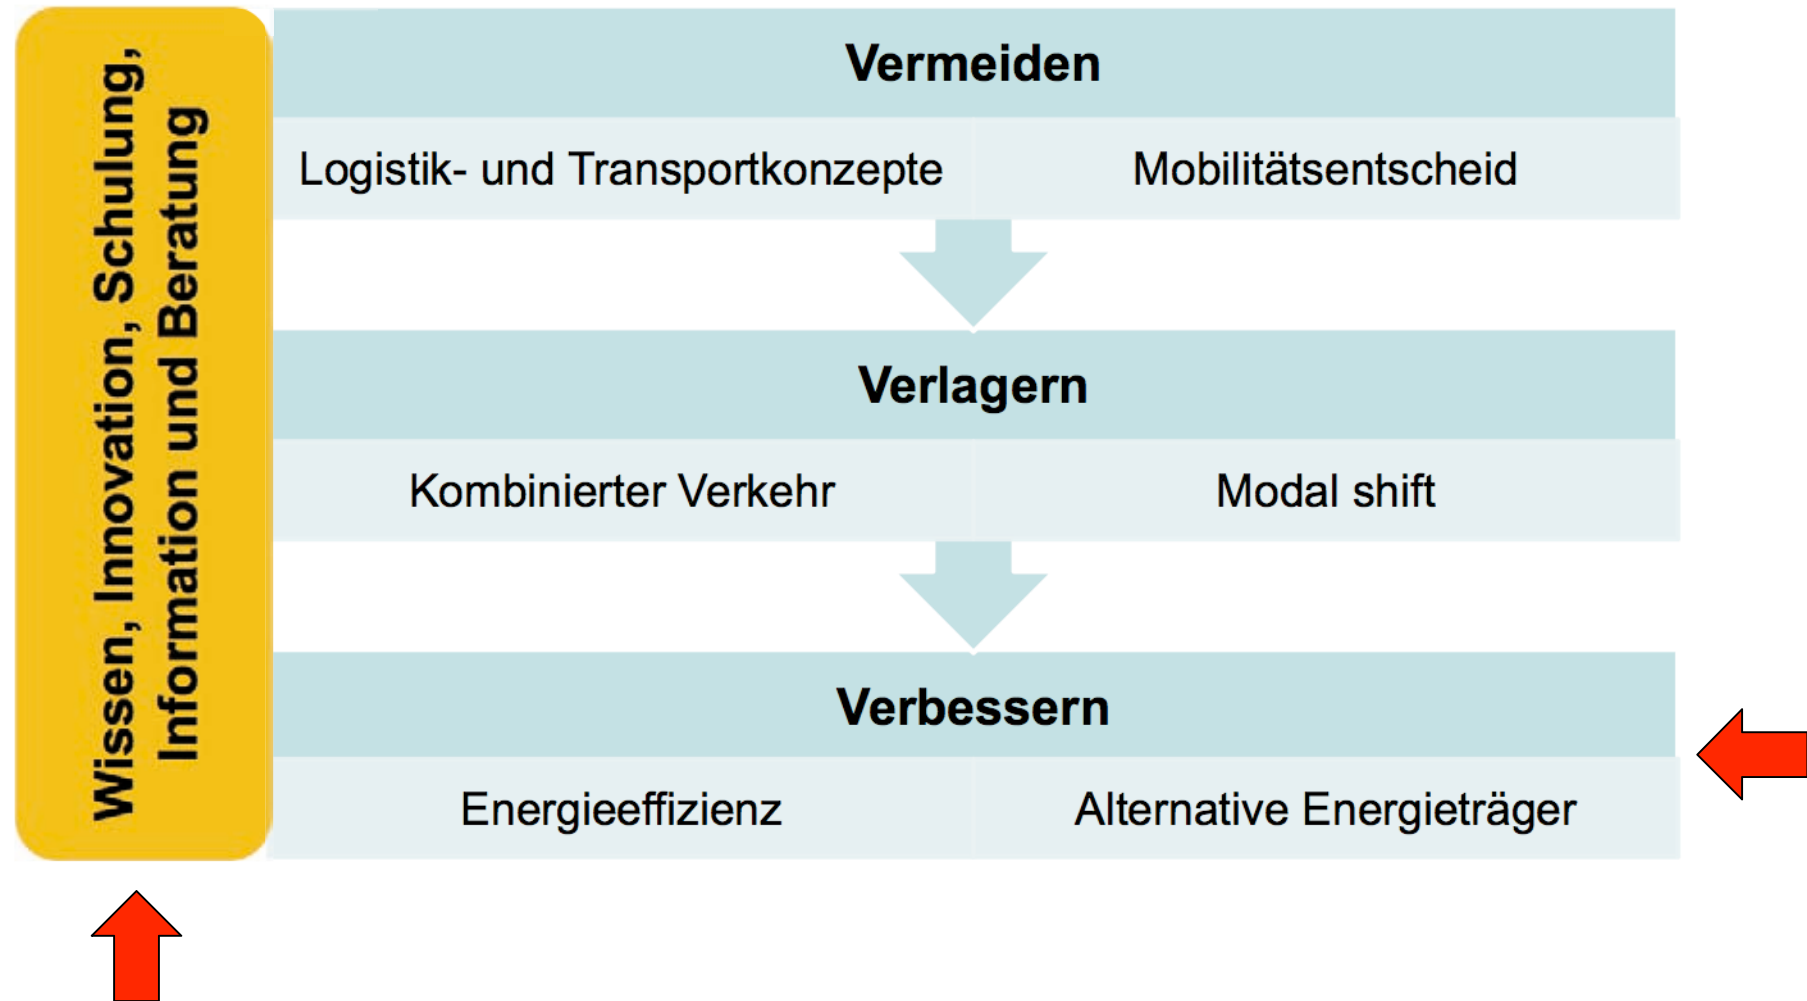 Wissen, Innovation, Schulung,
Information und Beratung
Vermeiden
Logistik- und Transportkonzepte
Mobilitätsentscheid
Verlagern
Kombinierter Verkehr
Modal shift
Verbessern
Energieeffizienz
Alternative Energieträger